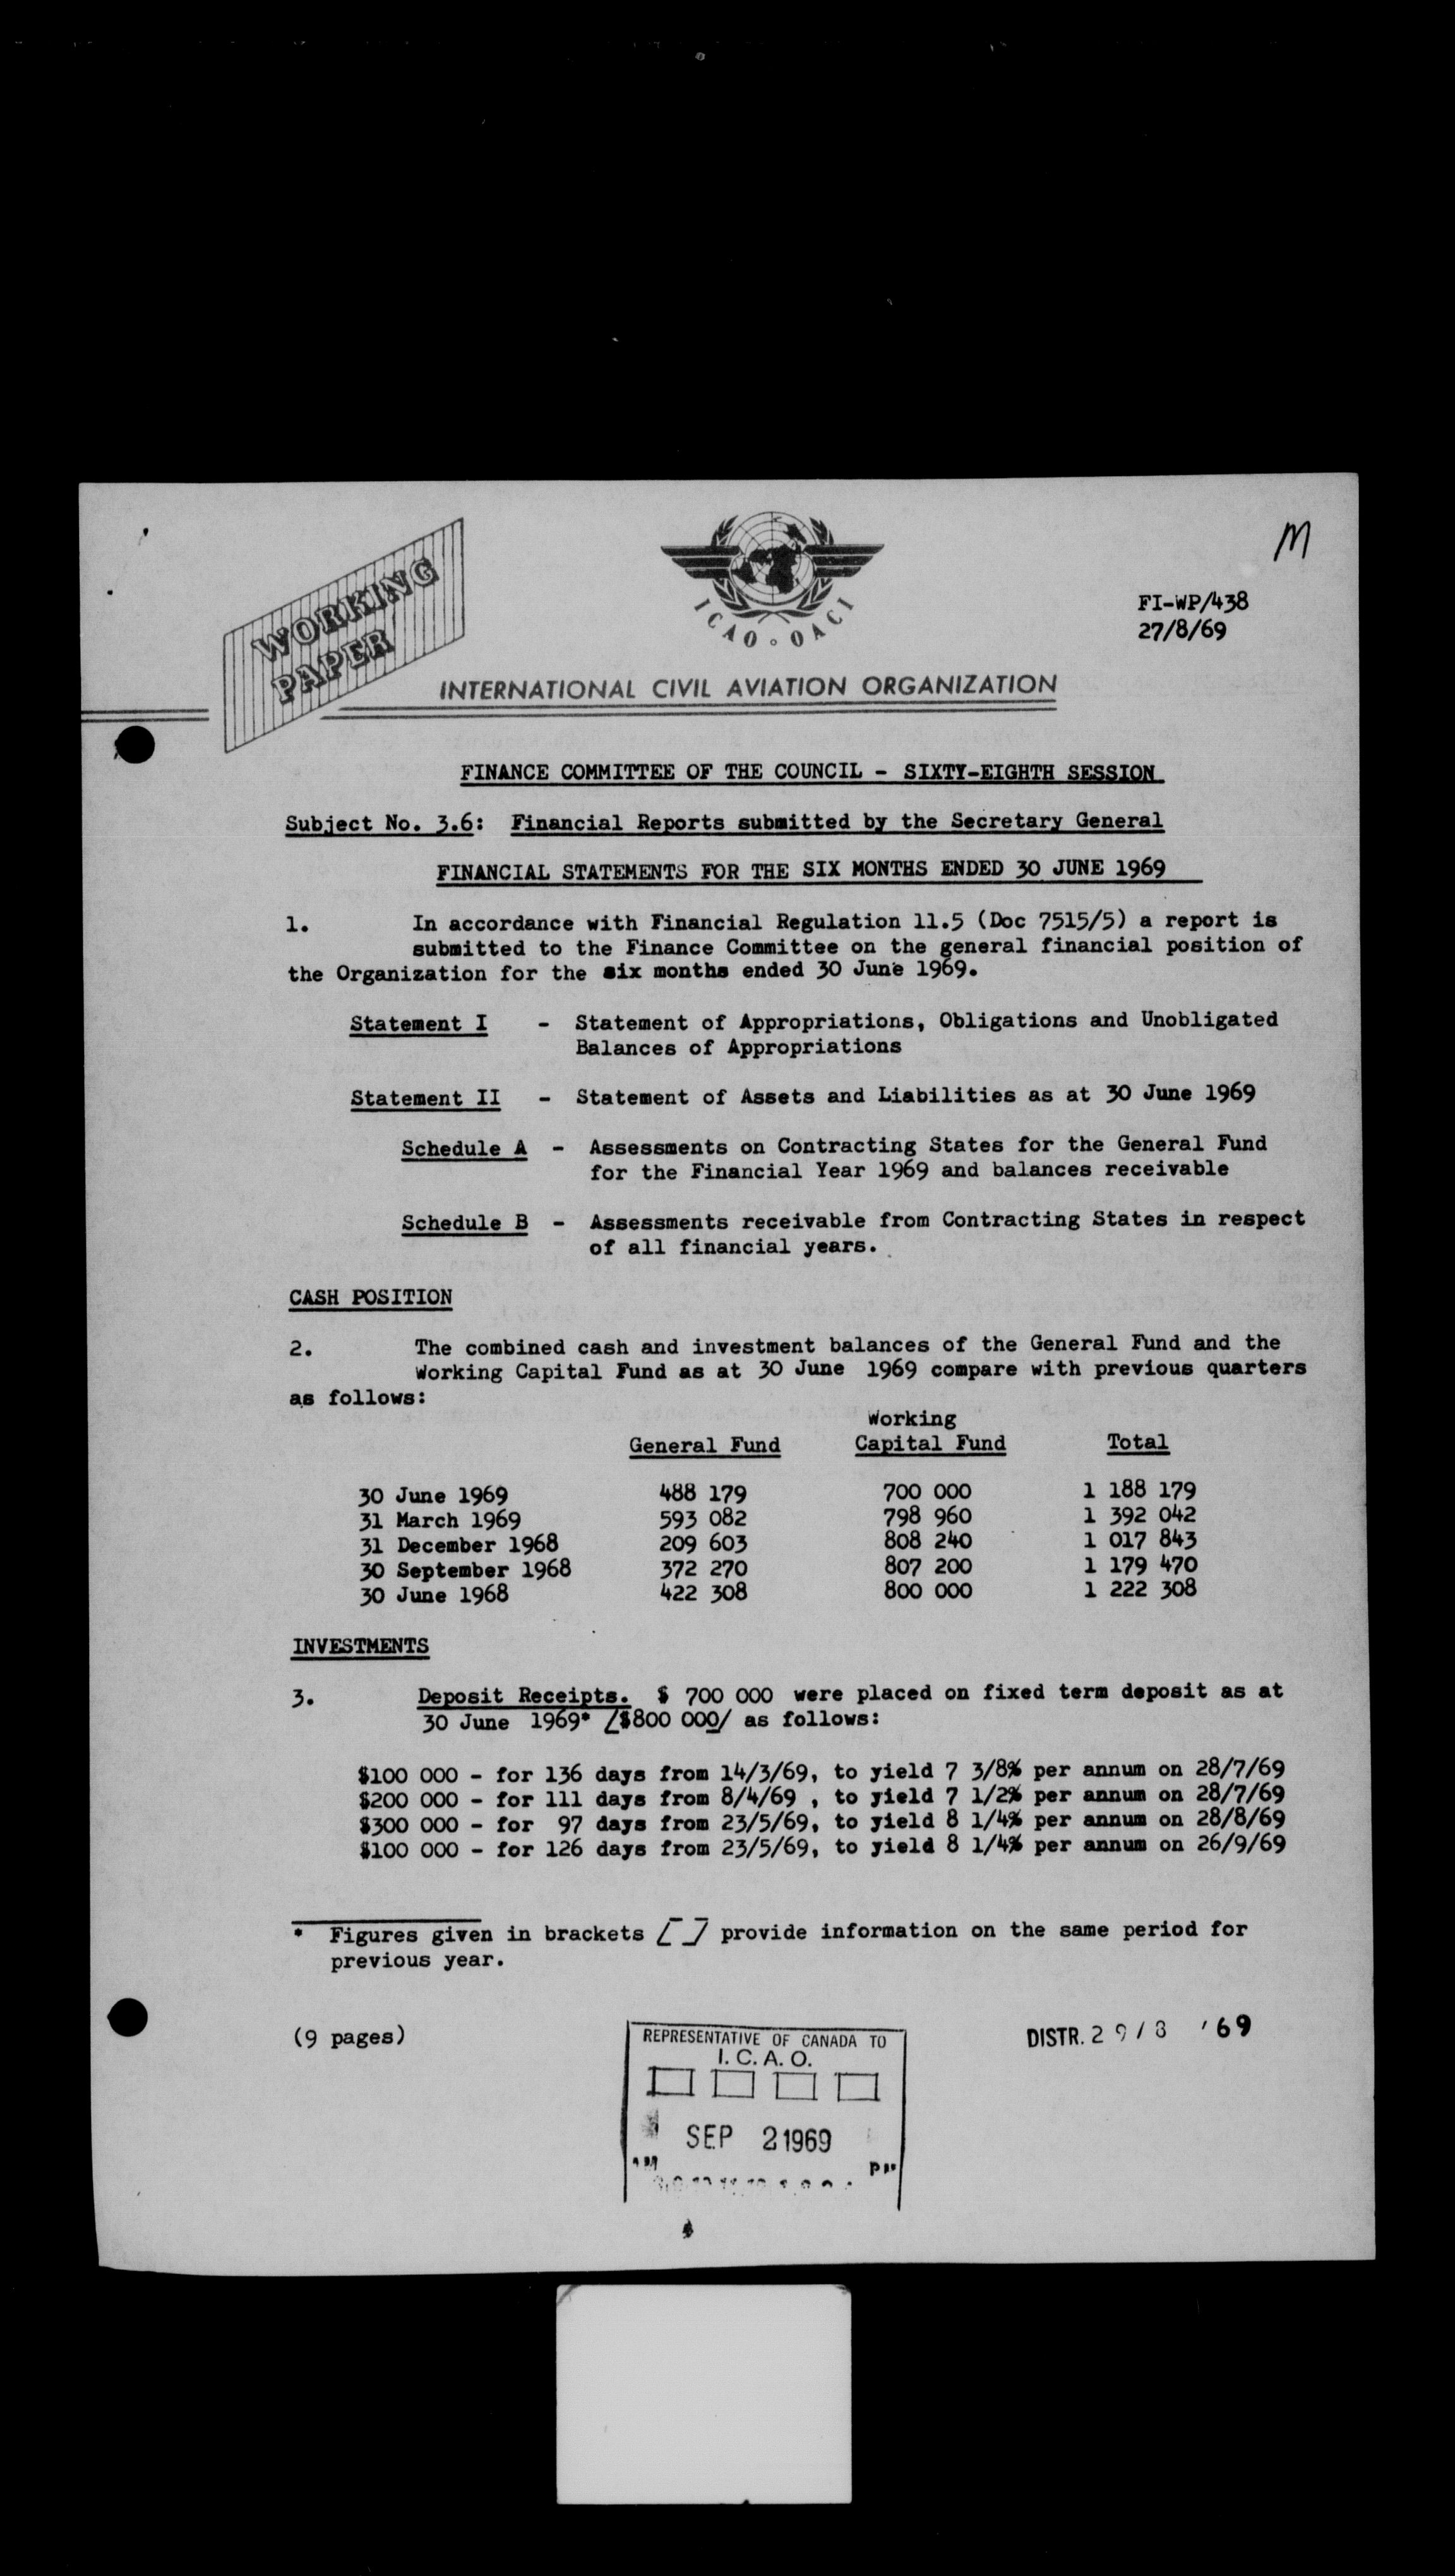 M
WORKING
PAPER
ICAO · OACI
FI-WP/438
27/8/69
INTERNATIONAL CIVIL AVIATION ORGANIZATION
FINANCE COMMITTEE OF THE COUNCIL - SIXTY-EIGHTH SESSION
Subject No. 3.6: Financial Reports submitted by the Secretary General
FINANCIAL STATEMENTS FOR THE SIX MONTHS ENDED 30 JUNE 1969
1. In accordance with Financial Regulation 11.5 (Doc 7515/5) a report is
submitted to the Finance Committee on the general financial position of
the Organization for the six months ended 30 June 1969.
Statement I - Statement of Appropriations, Obligations and Unobligated
Balances of Appropriations
Statement II - Statement of Assets and Liabilities as at 30 June 1969
Schedule A - Assessments on Contracting States for the General Fund
for the Financial Year 1969 and balances receivable
Schedule B - Assessments receivable from Contracting States in respect
of all financial years.
CASH POSITION
2. The combined cash and investment balances of the General Fund and the
Working Capital Fund as at 30 June 1969 compare with previous quarters
as follows:
Working
General Fund Capital Fund Total
30 June 1969 488 179 700 000 1 188 179
31 March 1969 593 082 798 960 1 392 042
31 December 1968 209 603 808 240 1 017 843
30 September 1968 372 270 807 200 1 179 470
30 June 1968 422 308 800 000 1 222 308
INVESTMENTS
3. Deposit Receipts. $ 700 000 were placed on fixed term deposit as at
30 June 1969* /$800 000/ as follows:
$100 000 - for 136 days from 14/3/69, to yield 7 3/8% per annum on 28/7/69
$200 000 - for 111 days from 8/4/69 , to yield 7 1/2% per annum on 28/7/69
$300 000 - for 97 days from 23/5/69, to yield 8 1/4% per annum on 28/8/69
$100 000 - for 126 days from 23/5/69, to yield 8 1/4% per annum on 26/9/69
* Figures given in brackets [ ] provide information on the same period for
previous year.
(9 pages)
REPRESENTATIVE OF CANADA TO
I. C. A. O.
SEP 2 1969
AM PM
DISTR. 29/8 '69